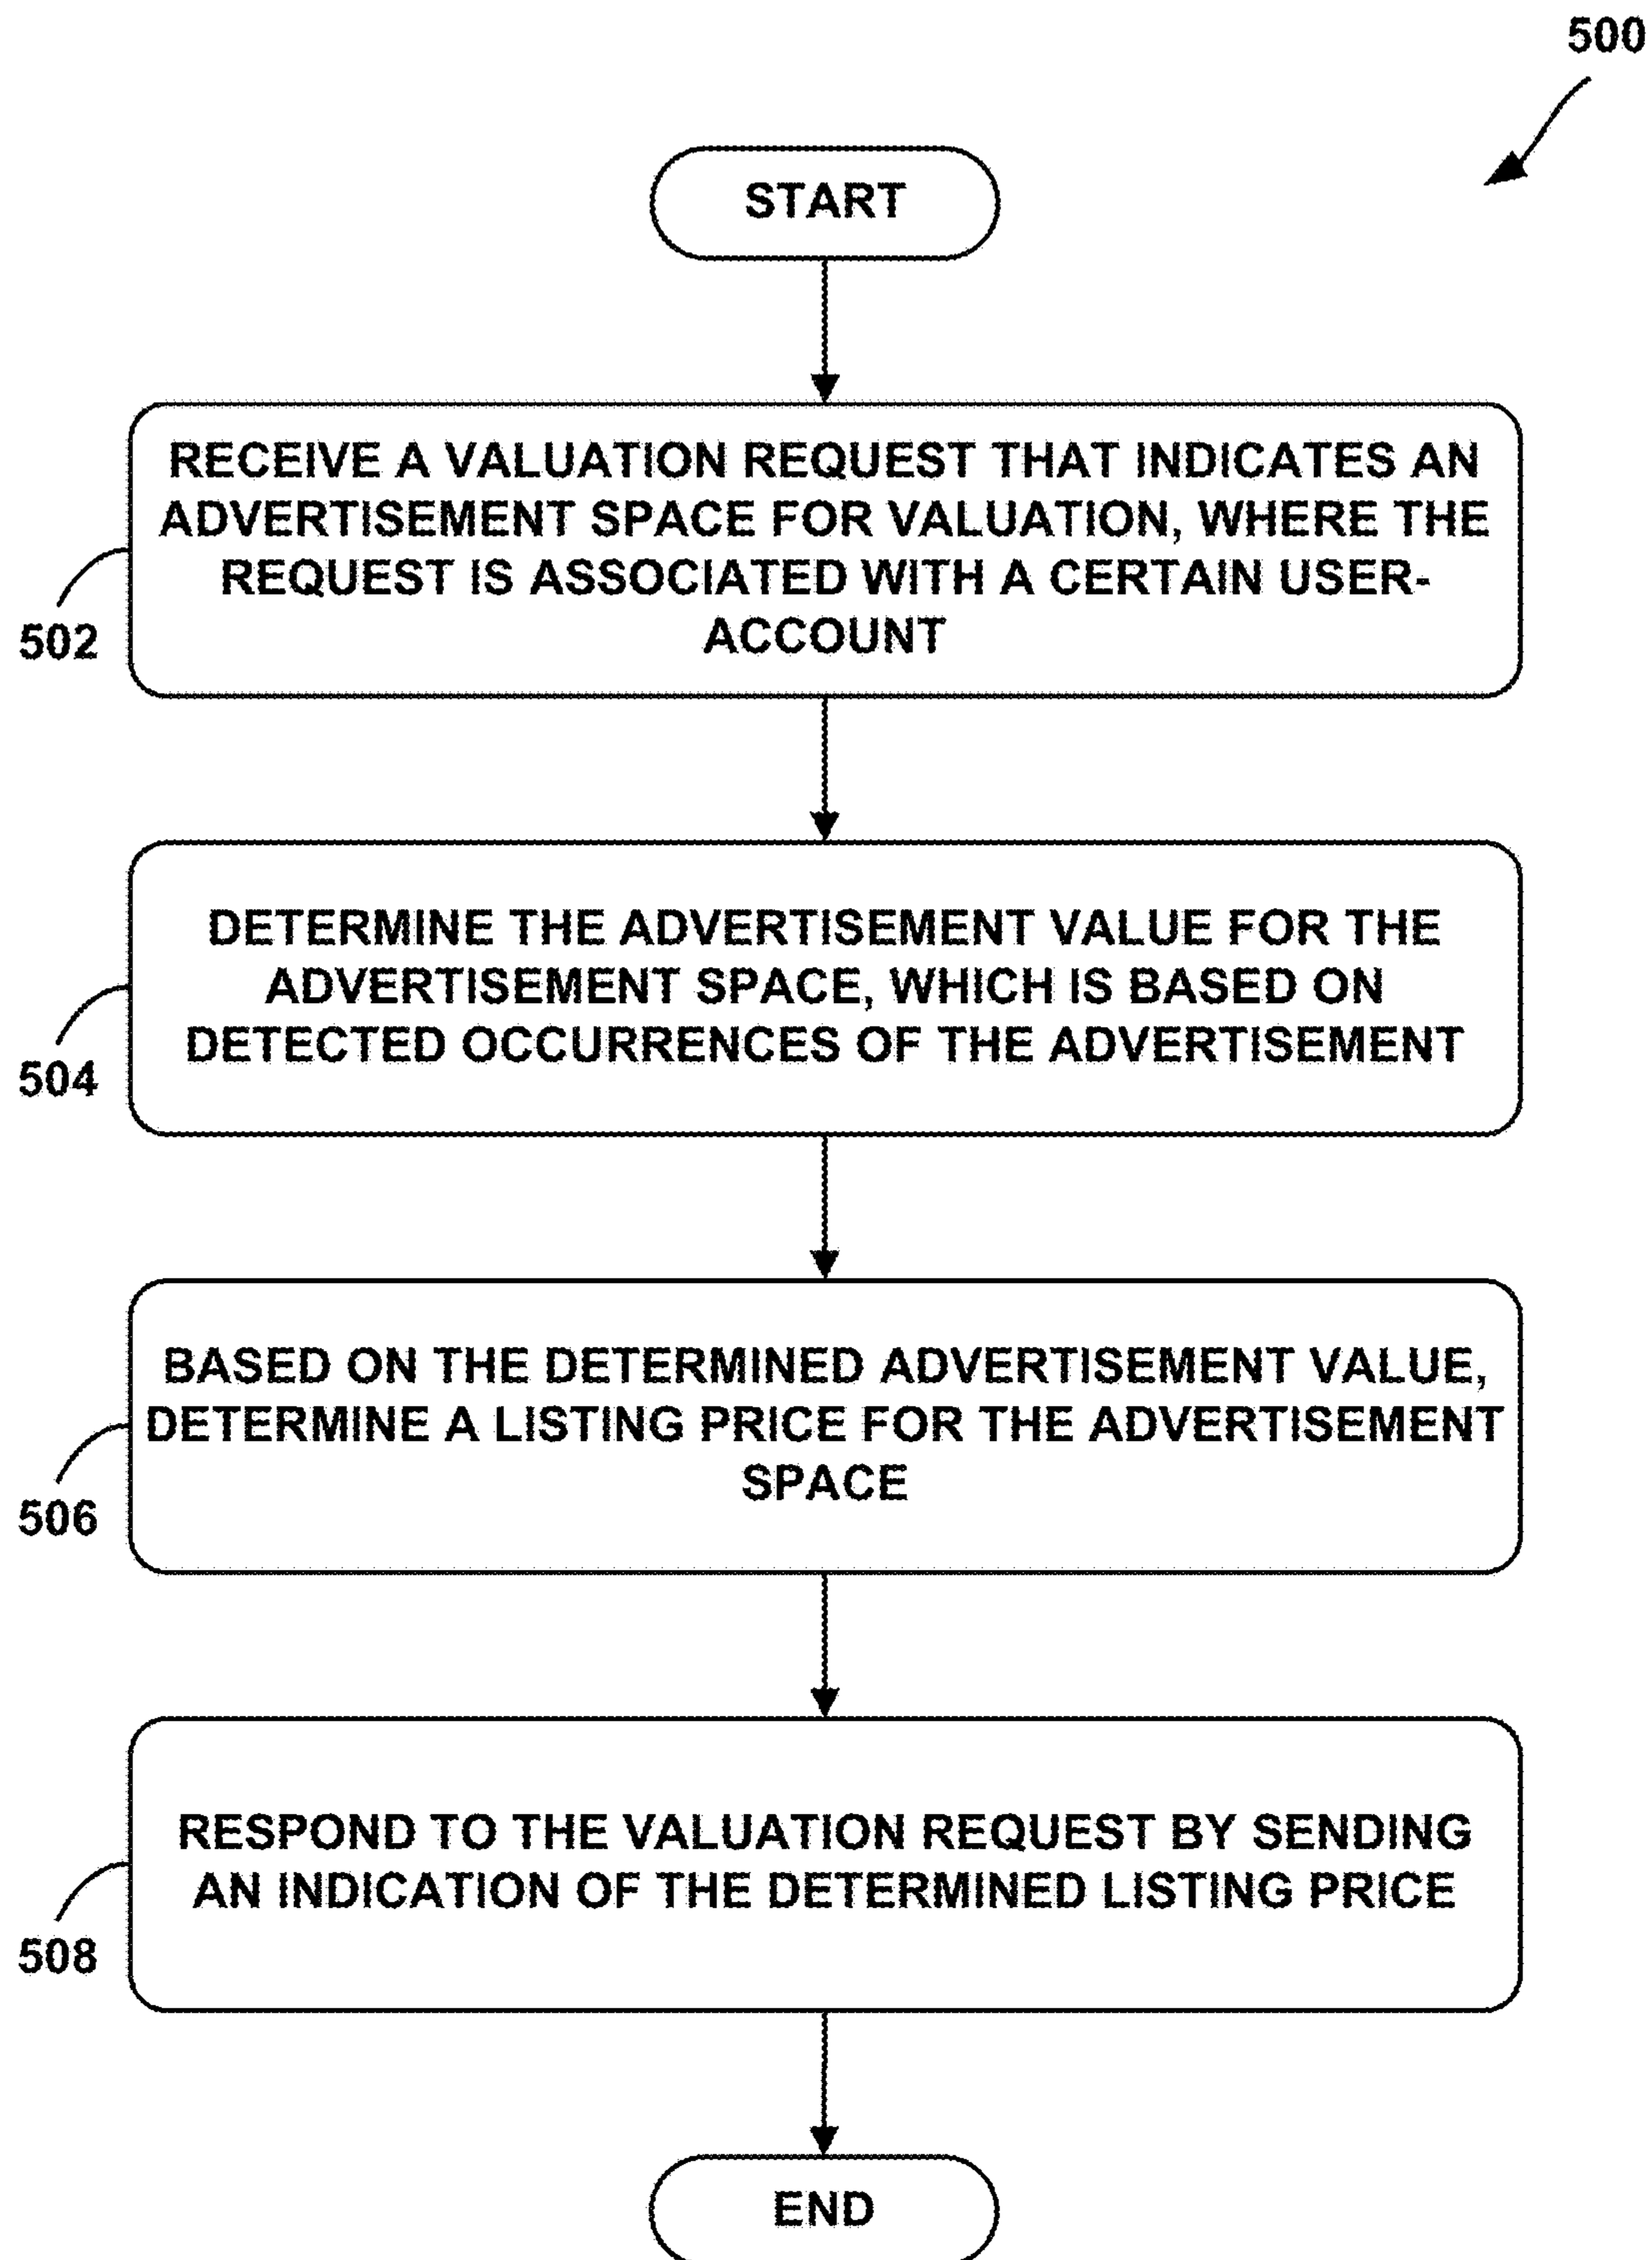 500
START
RECEIVE A VALUATION REQUEST THAT INDICATES AN
ADVERTISEMENT SPACE FOR VALUATION, WHERE THE
REQUEST IS ASSOCIATED WITH A CERTAIN USER-
ACCOUNT
502
DETERMINE THE ADVERTISEMENT VALUE FOR THE
ADVERTISEMENT SPACE, WHICH IS BASED ON
DETECTED OCCURRENCES OF THE ADVERTISEMENT
504
BASED ON THE DETERMINED ADVERTISEMENT VALUE,
DETERMINE A LISTING PRICE FOR THE ADVERTISEMENT
SPACE
506
RESPOND TO THE VALUATION REQUEST BY SENDING
AN INDICATION OF THE DETERMINED LISTING PRICE
508
END